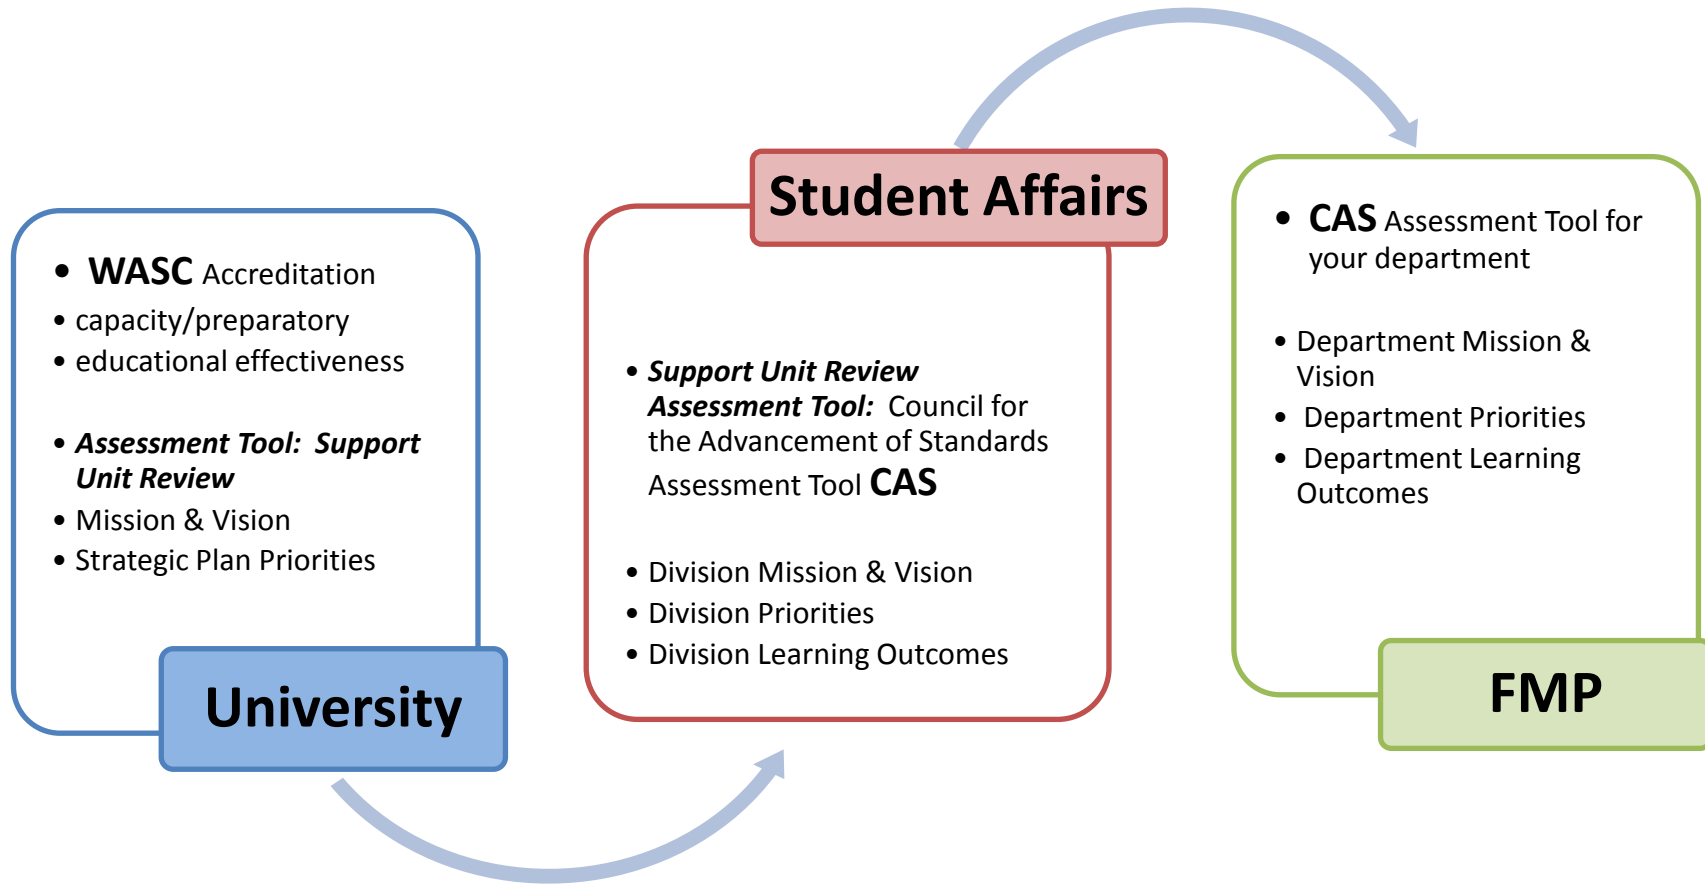 • WASC Accreditation
• capacity/preparatory
• educational effectiveness
• Assessment Tool: Support
Unit Review
• Mission & Vision
• Strategic Plan Priorities
University
Student Affairs
• Support Unit Review
Assessment Tool: Council for
the Advancement of Standards
Assessment Tool CAS
• Division Mission & Vision
• Division Priorities
• Division Learning Outcomes
• CAS Assessment Tool for
your department
• Department Mission &
Vision
• Department Priorities
• Department Learning
Outcomes
FMP